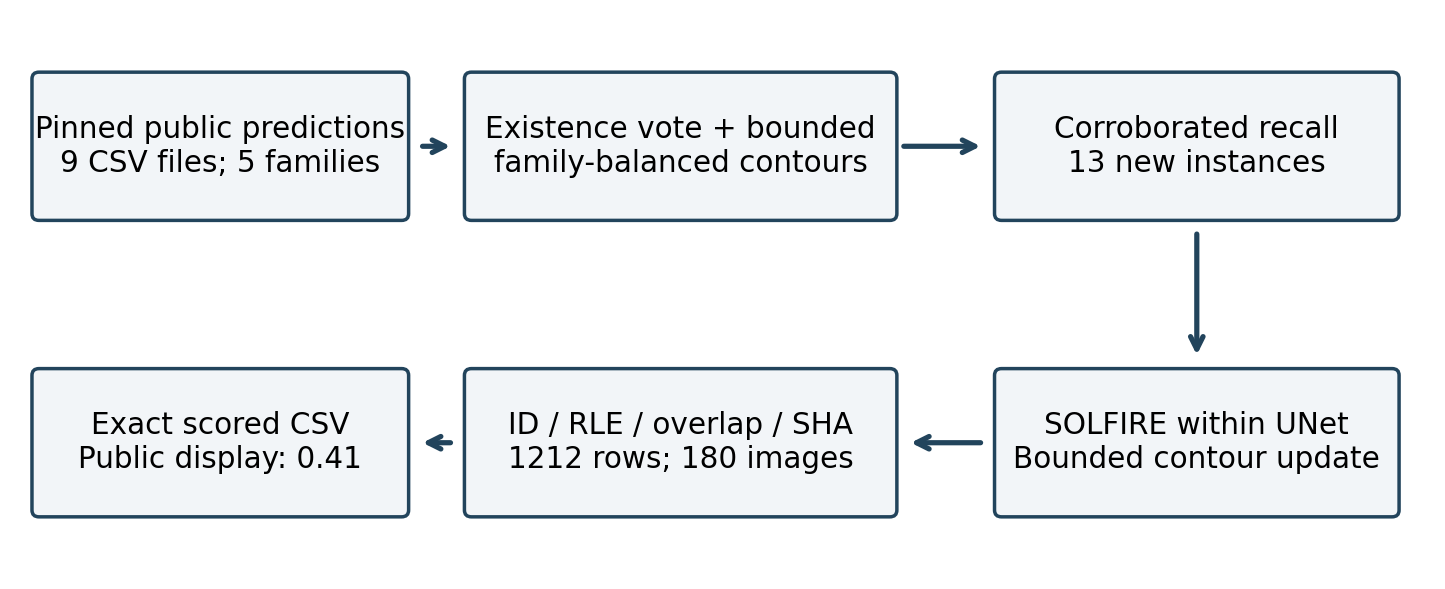 Pinned public predictions
9 CSV files; 5 families
Existence vote + bounded
family-balanced contours
Corroborated recall
13 new instances
SOLFIRE within UNet
Bounded contour update
ID / RLE / overlap / SHA
1212 rows; 180 images
Exact scored CSV
Public display: 0.41